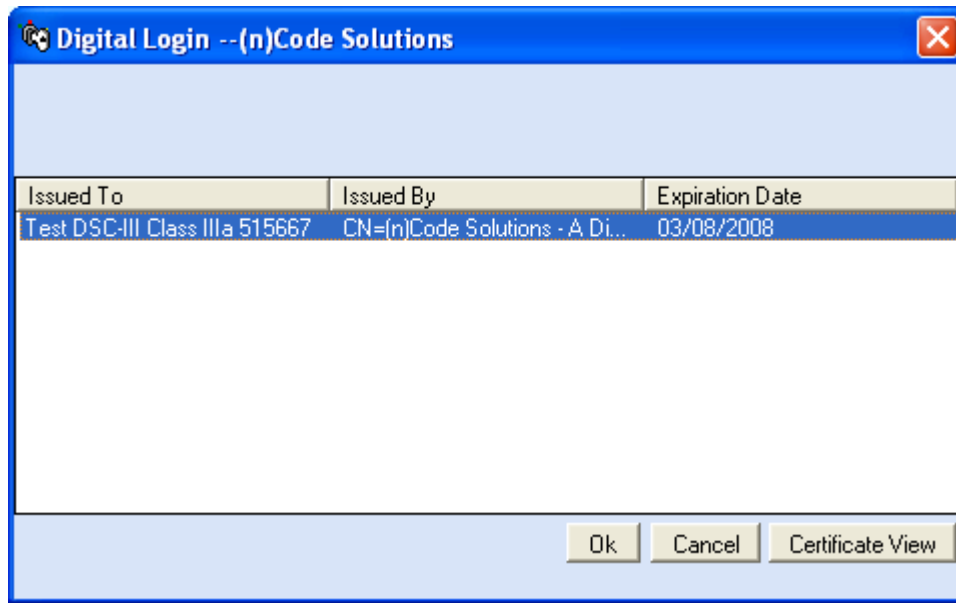 Digital Login --(n)Code Solutions
Issued To Issued By Expiration Date
Test DSC-III Class IIIa 515667 CN=(n)Code Solutions - A Di... 03/08/2008
Ok Cancel Certificate View